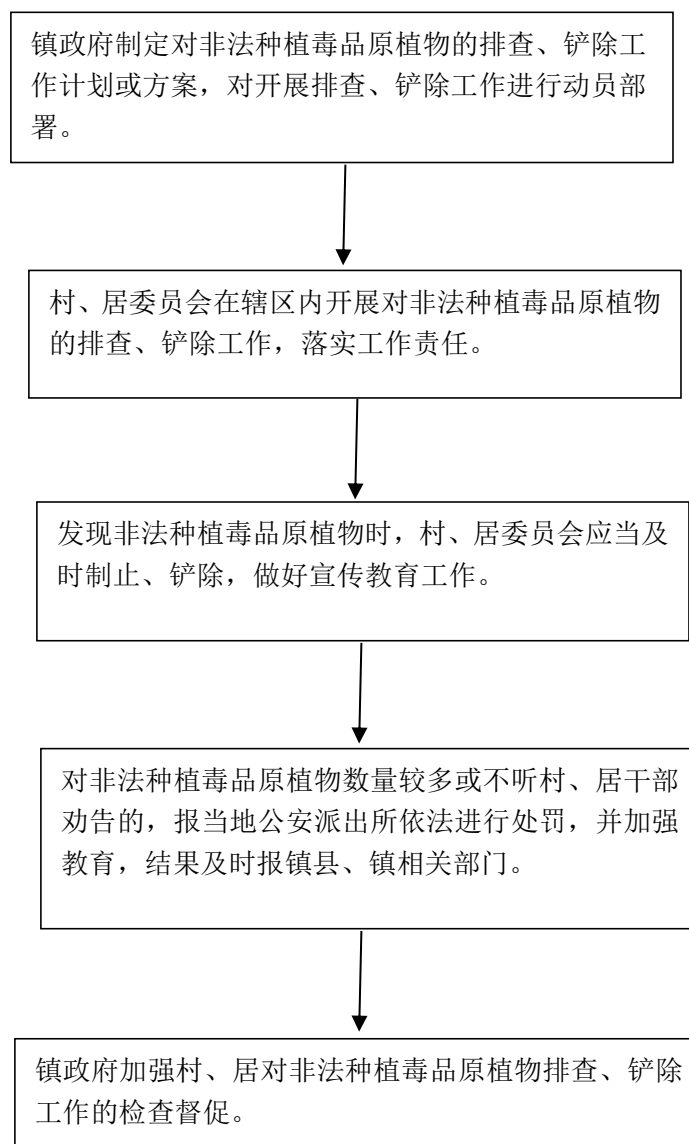 镇政府制定对非法种植毒品原植物的排查、铲除工
作计划或方案，对开展排查、铲除工作进行动员部
署。
村、居委员会在辖区内开展对非法种植毒品原植物
的排查、铲除工作，落实工作责任。
发现非法种植毒品原植物时，村、居委员会应当及
时制止、铲除，做好宣传教育工作。
对非法种植毒品原植物数量较多或不听村、居干部
劝告的，报当地公安派出所依法进行处罚，并加强
教育，结果及时报镇县、镇相关部门。
镇政府加强村、居对非法种植毒品原植物排查、铲除
工作的检查督促。